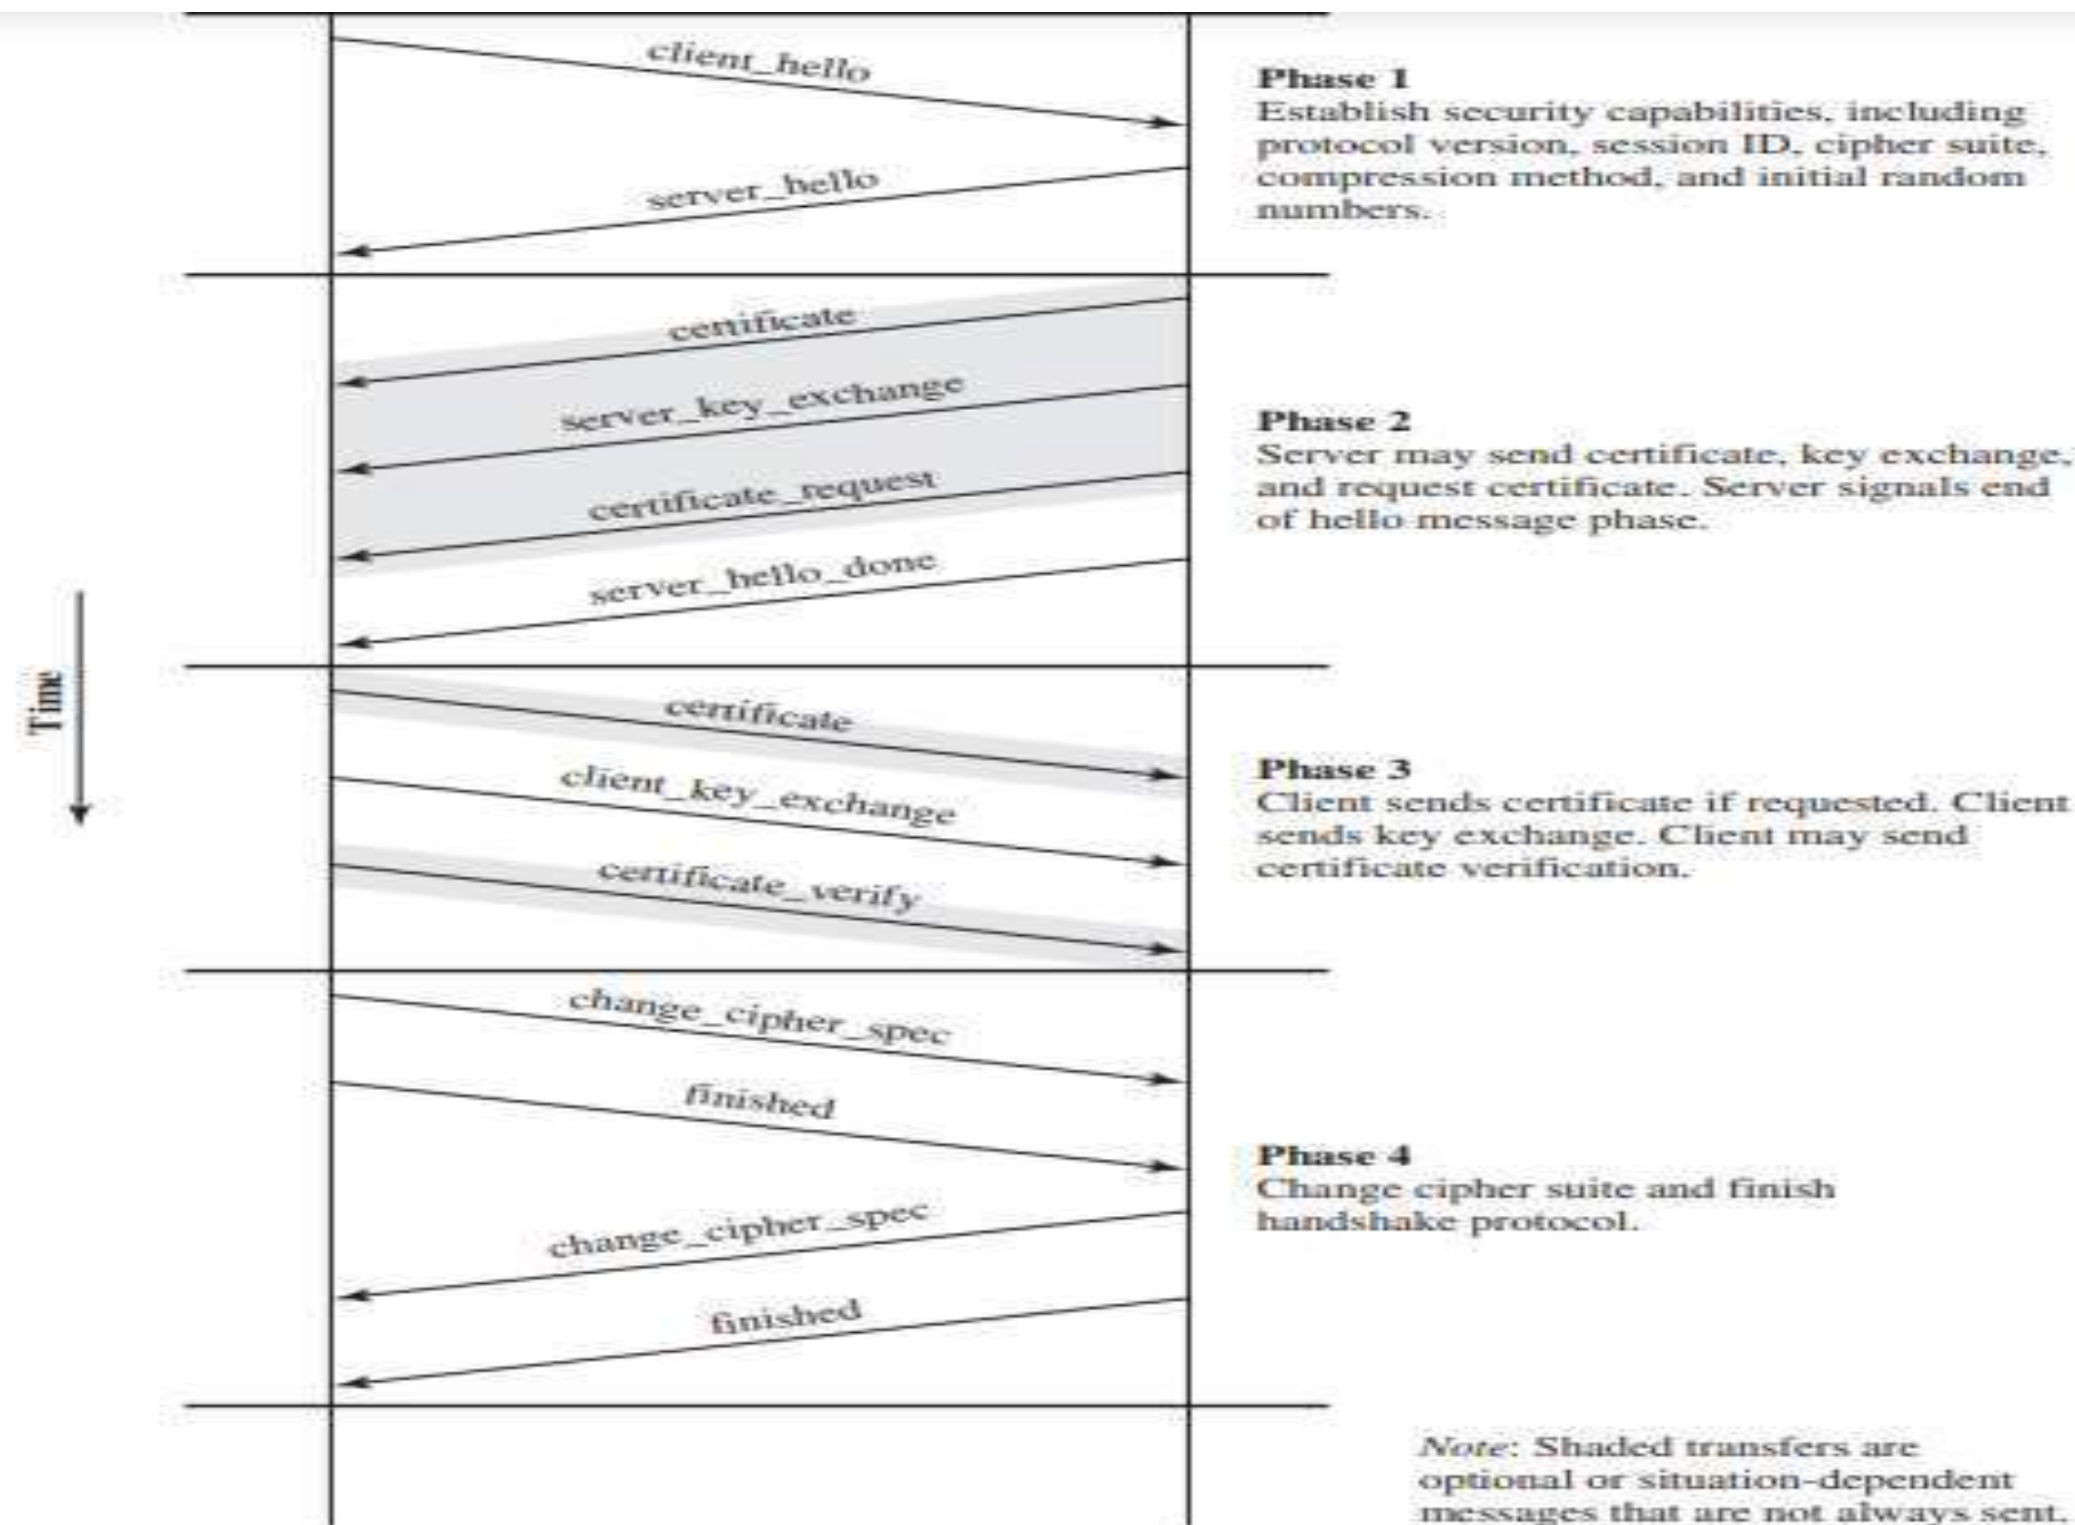 client_hello
Phase 1
Establish security capabilities, including
protocol version, session ID, cipher suite,
compression method, and initial random
numbers.
server_hello
certificate
server_key_exchange
certificate_request
server_hello_done
Phase 2
Server may send certificate, key exchange,
and request certificate. Server signals end
of hello message phase.
Time
certificate
client_key_exchange
certificate_verify
Phase 3
Client sends certificate if requested. Client
sends key exchange. Client may send
certificate verification.
change_cipher_spec
finished
change_cipher_spec
finished
Phase 4
Change cipher suite and finish
handshake protocol.
Note: Shaded transfers are
optional or situation-dependent
messages that are not always sent.